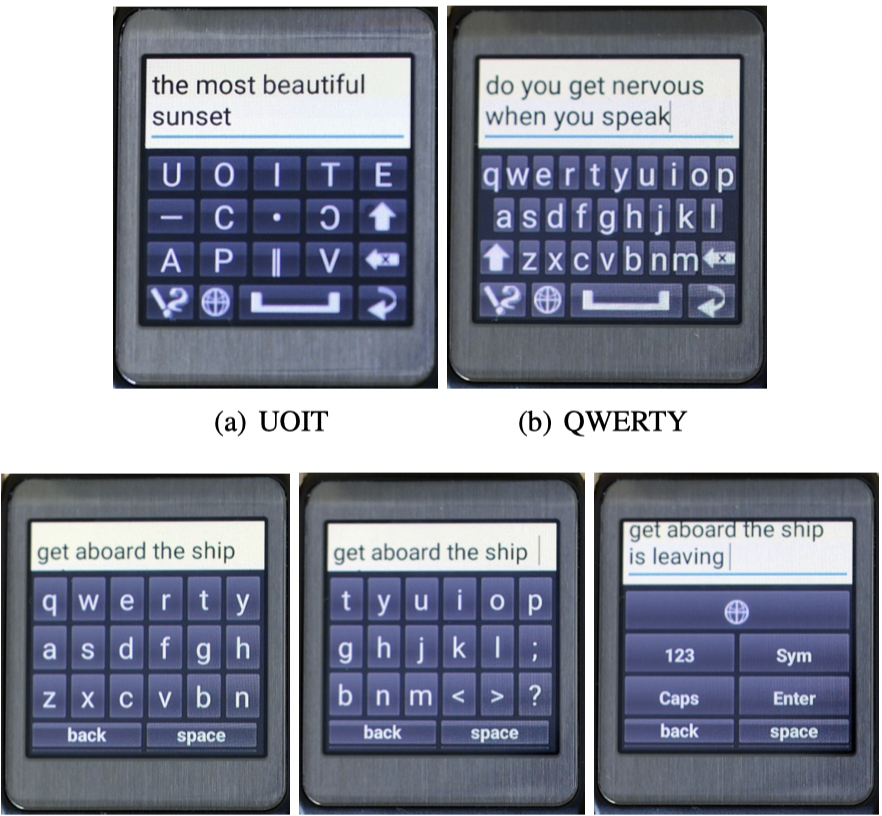 the most beautiful
sunset
U O I T E
— C • Ɔ
A P || V
!?
do you get nervous
when you speak
q w e r t y u i o p
a s d f g h j k l
z x c v b n m
!?
(a) UOIT
(b) QWERTY
get aboard the ship
q w e r t y
a s d f g h
z x c v b n
back space
get aboard the ship
t y u i o p
g h j k l ;
b n m < > ?
back space
get aboard the ship
is leaving
123 Sym
Caps Enter
back space